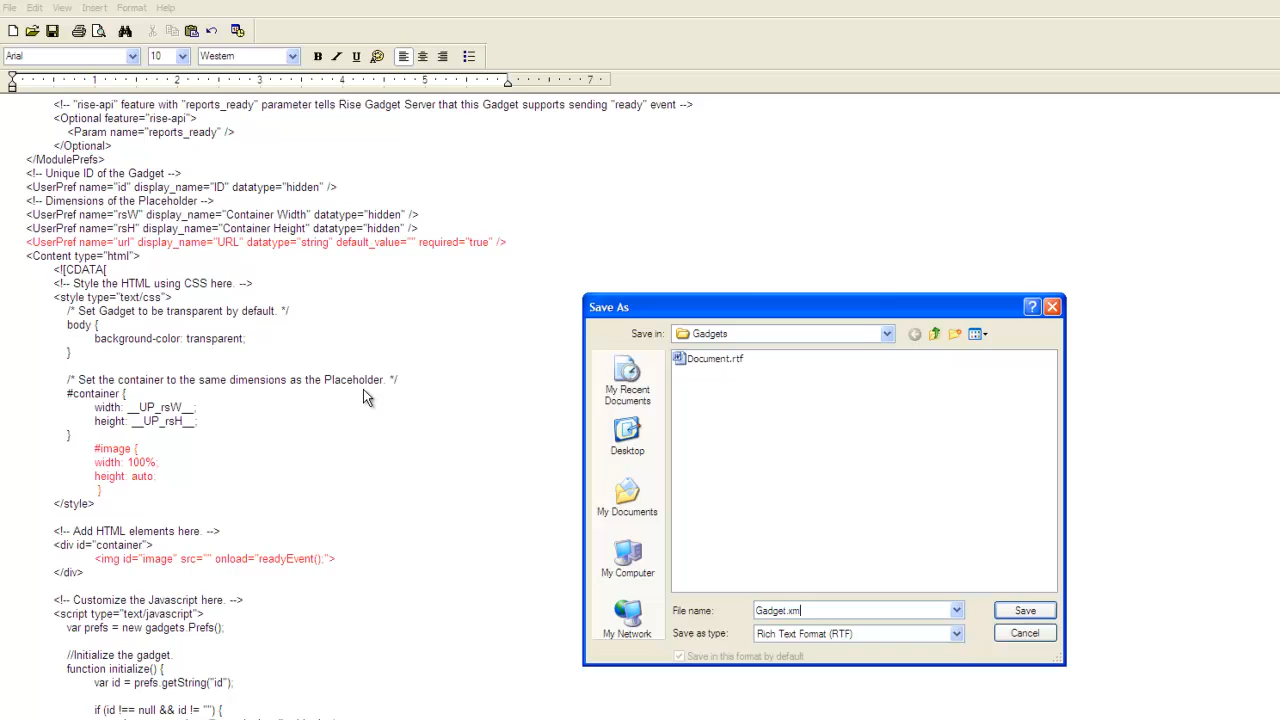 File Edit View Insert Format Help
Arial 10 Western B I U
1 2 3 4 5 7
<!-- "rise-api" feature with "reports_ready" parameter tells Rise Gadget Server that this Gadget supports sending "ready" event -->
<Optional feature="rise-api">
<Param name="reports_ready" />
</Optional>
</ModulePrefs>
<!-- Unique ID of the Gadget -->
<UserPref name="id" display_name="ID" datatype="hidden" />
<!-- Dimensions of the Placeholder -->
<UserPref name="rsW" display_name="Container Width" datatype="hidden" />
<UserPref name="rsH" display_name="Container Height" datatype="hidden" />
<UserPref name="url" display_name="URL" datatype="string" default_value="" required="true" />
<Content type="html">
<![CDATA[
<!-- Style the HTML using CSS here. -->
<style type="text/css">
/* Set Gadget to be transparent by default. */
body {
background-color: transparent;
}
/* Set the container to the same dimensions as the Placeholder. */
#container {
width: __UP_rsW__;
height: __UP_rsH__;
}
#image {
width: 100%;
height: auto;
}
</style>
<!-- Add HTML elements here. -->
<div id="container">
<img id="image" src="" onload="readyEvent();">
</div>
<!-- Customize the Javascript here. -->
<script type="text/javascript">
var prefs = new gadgets.Prefs();
//Initialize the gadget.
function initialize() {
var id = prefs.getString("id");
if (id !== null && id != "") {
Save As
Save in: Gadgets
Document.rtf
My Recent
Documents
Desktop
My Documents
My Computer
My Network
File name: Gadget.xm
Save
Save as type: Rich Text Format (RTF)
Cancel
Save in this format by default